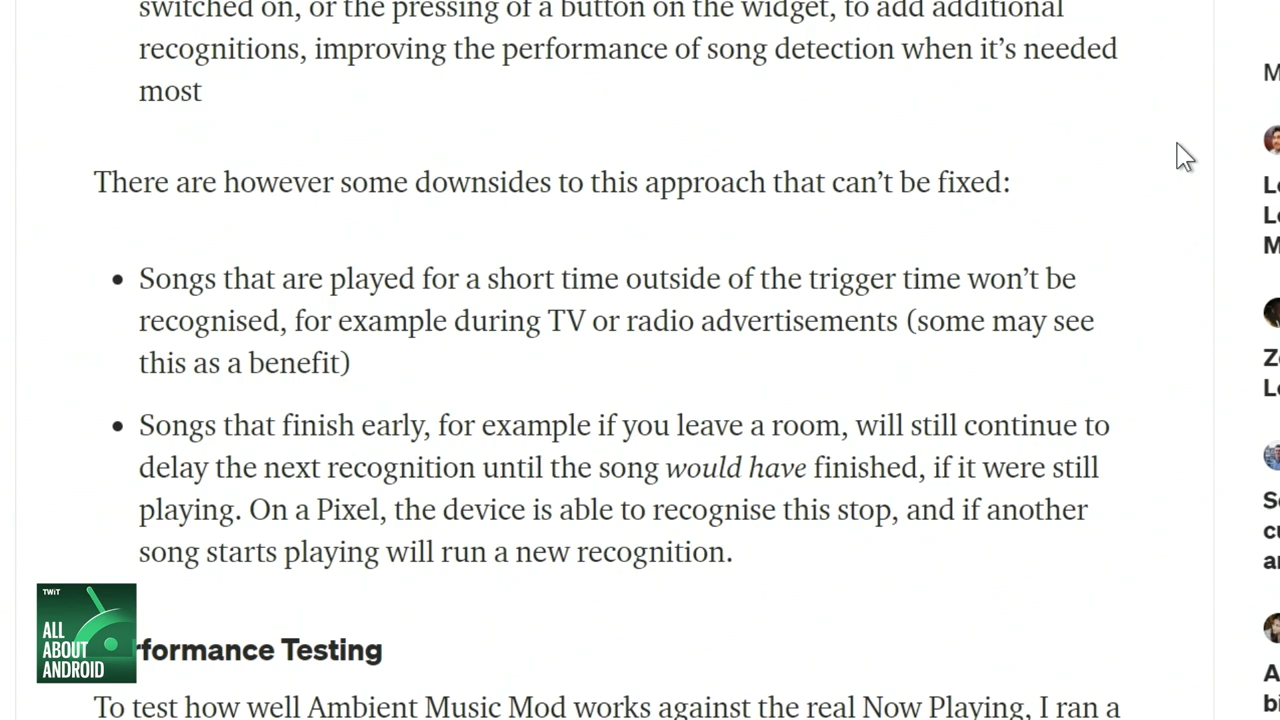 switched on, or the pressing of a button on the widget, to add additional
recognitions, improving the performance of song detection when it’s needed
most
There are however some downsides to this approach that can’t be fixed:
• Songs that are played for a short time outside of the trigger time won’t be
recognised, for example during TV or radio advertisements (some may see
this as a benefit)
• Songs that finish early, for example if you leave a room, will still continue to
delay the next recognition until the song would have finished, if it were still
playing. On a Pixel, the device is able to recognise this stop, and if another
song starts playing will run a new recognition.
TWiT
ALL
ABOUT
ANDROID
rformance Testing
To test how well Ambient Music Mod works against the real Now Playing, I ran a